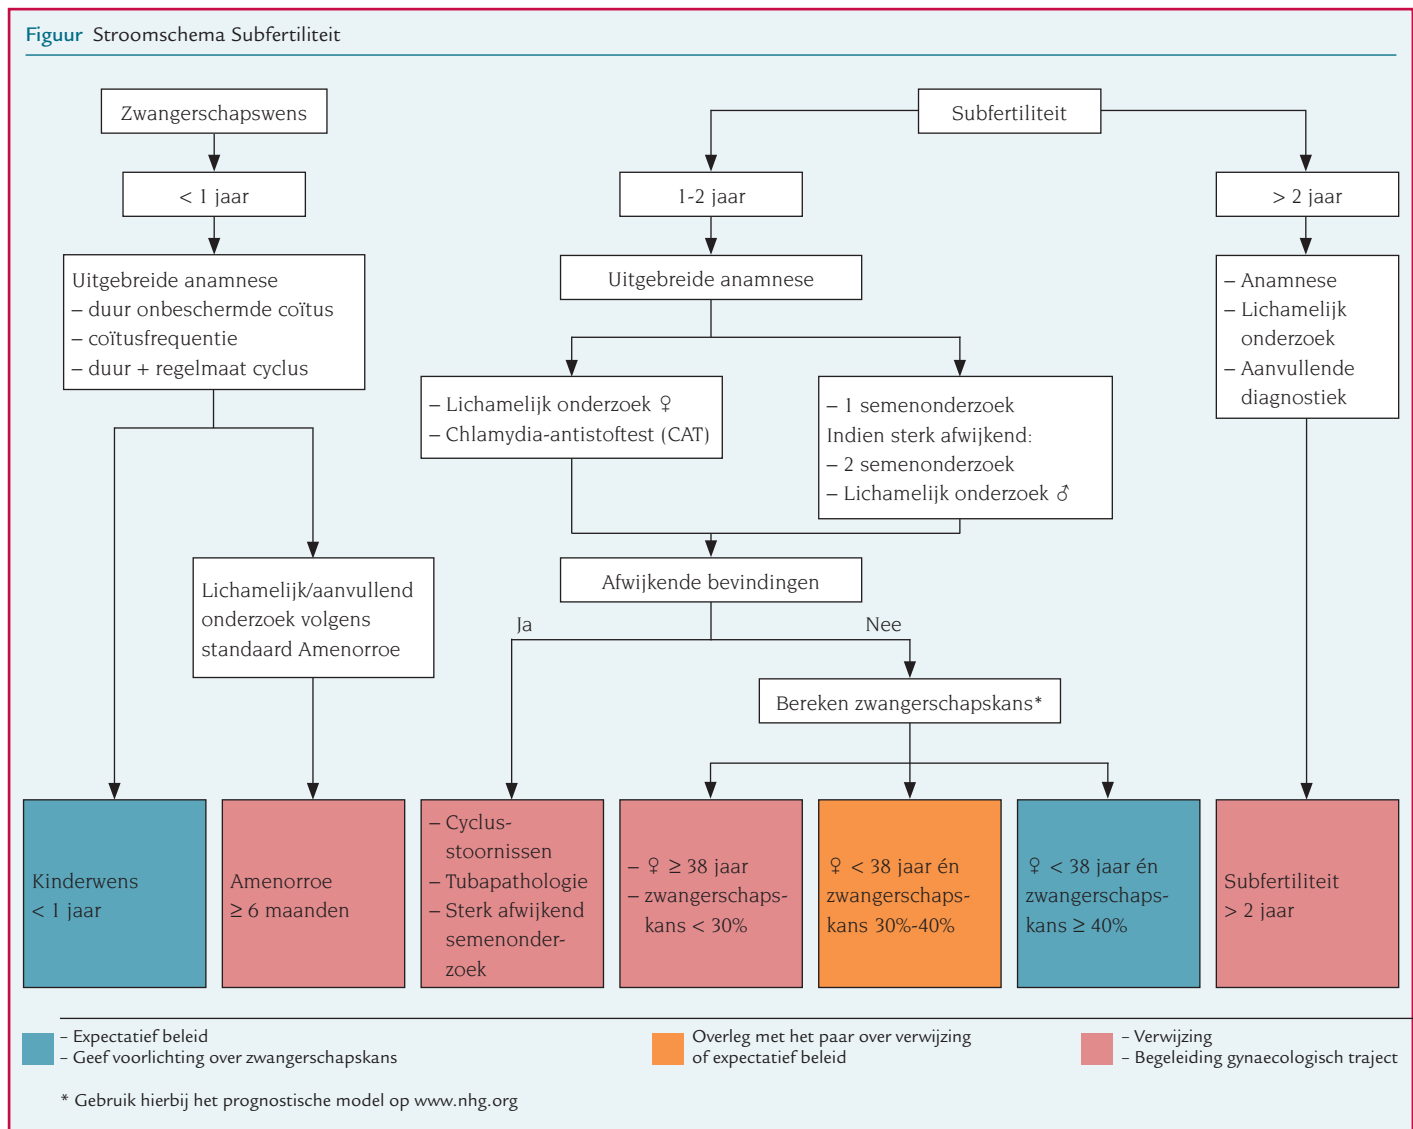 Figuur Stroomschema Subfertiliteit
Zwangerschapswens
< 1 jaar
Uitgebreide anamnese
– duur onbeschermde coïtus
– coïtusfrequentie
– duur + regelmaat cyclus
Lichamelijk/aanvullend
onderzoek volgens
standaard Amenorroe
Subfertiliteit
1-2 jaar
Uitgebreide anamnese
– Lichamelijk onderzoek ♀
– Chlamydia-antistoftest (CAT)
– 1 semenonderzoek
Indien sterk afwijkend:
– 2 semenonderzoek
– Lichamelijk onderzoek ♂
Afwijkende bevindingen
Ja
Nee
Bereken zwangerschapskans*
> 2 jaar
– Anamnese
– Lichamelijk
onderzoek
– Aanvullende
diagnostiek
Kinderwens
< 1 jaar
Amenorroe
≥ 6 maanden
– Cyclus-
stoornissen
– Tubapathologie
– Sterk afwijkend
semenonder-
zoek
– ♀ ≥ 38 jaar
– zwangerschaps-
kans < 30%
♀ < 38 jaar én
zwangerschaps-
kans 30%-40%
♀ < 38 jaar én
zwangerschaps-
kans ≥ 40%
Subfertiliteit
> 2 jaar
– Expectatief beleid
– Geef voorlichting over zwangerschapskans
Overleg met het paar over verwijzing
of expectatief beleid
– Verwijzing
– Begeleiding gynaecologisch traject
* Gebruik hierbij het prognostische model op www.nhg.org